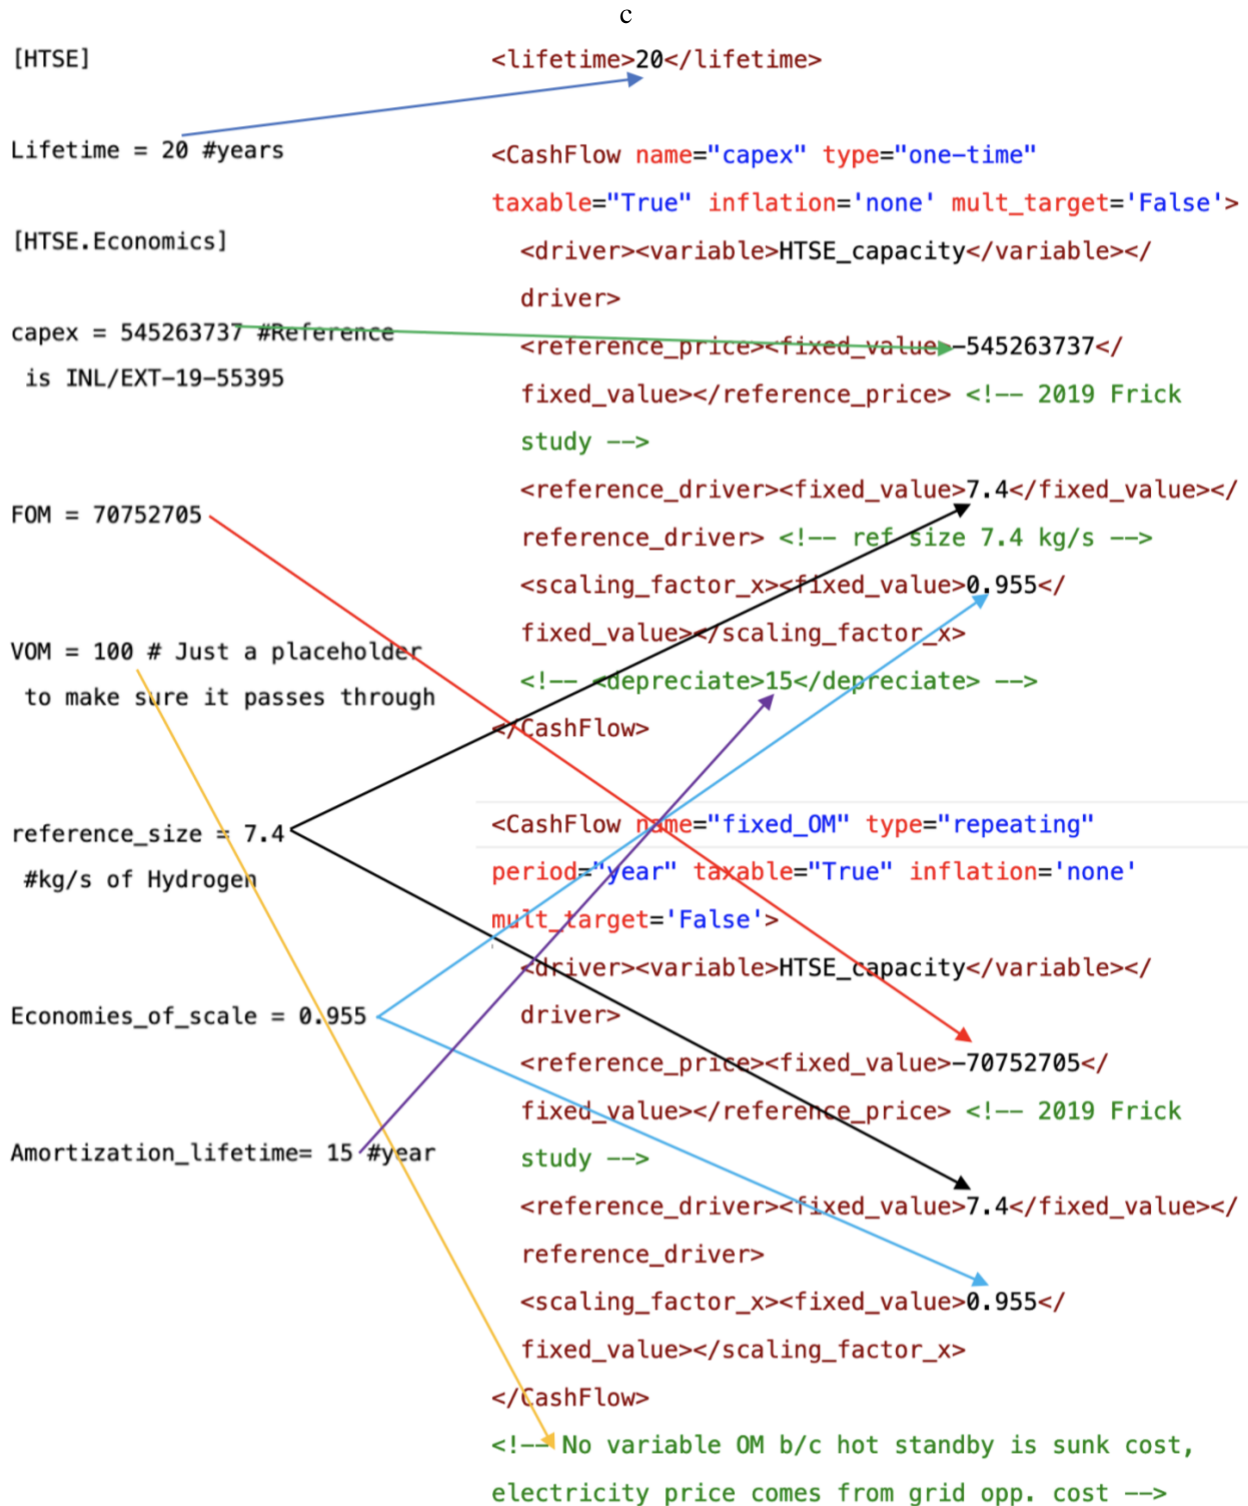 c
[HTSE]
Lifetime = 20 #years
[HTSE.Economics]
capex = 545263737 #Reference
is INL/EXT-19-55395
FOM = 70752705
VOM = 100 # Just a placeholder
to make sure it passes through
reference_size = 7.4
#kg/s of Hydrogen
Economies_of_scale = 0.955
Amortization_lifetime= 15 #year
<lifetime>20</lifetime>
<CashFlow name="capex" type="one-time"
taxable="True" inflation='none' mult_target='False'>
<driver><variable>HTSE_capacity</variable></
driver>
<reference_price><fixed_value>-545263737</
fixed_value></reference_price> <!-- 2019 Frick
study -->
<reference_driver><fixed_value>7.4</fixed_value></
reference_driver> <!-- ref size 7.4 kg/s -->
<scaling_factor_x><fixed_value>0.955</
fixed_value></scaling_factor_x>
<!-- <depreciate>15</depreciate> -->
</CashFlow>
<CashFlow name="fixed_OM" type="repeating"
period="year" taxable="True" inflation='none'
mult_target='False'>
<driver><variable>HTSE_capacity</variable></
driver>
<reference_price><fixed_value>-70752705</
fixed_value></reference_price> <!-- 2019 Frick
study -->
<reference_driver><fixed_value>7.4</fixed_value></
reference_driver>
<scaling_factor_x><fixed_value>0.955</
fixed_value></scaling_factor_x>
</CashFlow>
<!-- No variable OM b/c hot standby is sunk cost,
electricity price comes from grid opp. cost -->